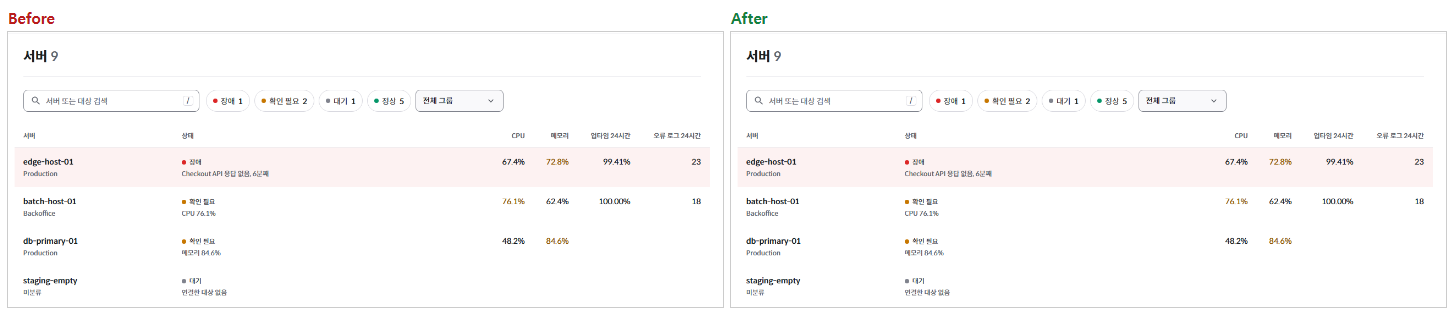 Before
서버 9
서버 또는 대상 검색 / 장애 1 확인 필요 2 대기 1 정상 5 전체 그룹
서버 상태 CPU 메모리 업타임 24시간 오류 로그 24시간
edge-host-01 장애 67.4% 72.8% 99.41% 23
Production Checkout API 응답 없음, 6분째
batch-host-01 확인 필요 76.1% 62.4% 100.00% 18
Backoffice CPU 76.1%
db-primary-01 확인 필요 48.2% 84.6%
Production 메모리 84.6%
staging-empty 대기
미분류 연결한 대상 없음
After
서버 9
서버 또는 대상 검색 / 장애 1 확인 필요 2 대기 1 정상 5 전체 그룹
서버 상태 CPU 메모리 업타임 24시간 오류 로그 24시간
edge-host-01 장애 67.4% 72.8% 99.41% 23
Production Checkout API 응답 없음, 6분째
batch-host-01 확인 필요 76.1% 62.4% 100.00% 18
Backoffice CPU 76.1%
db-primary-01 확인 필요 48.2% 84.6%
Production 메모리 84.6%
staging-empty 대기
미분류 연결한 대상 없음